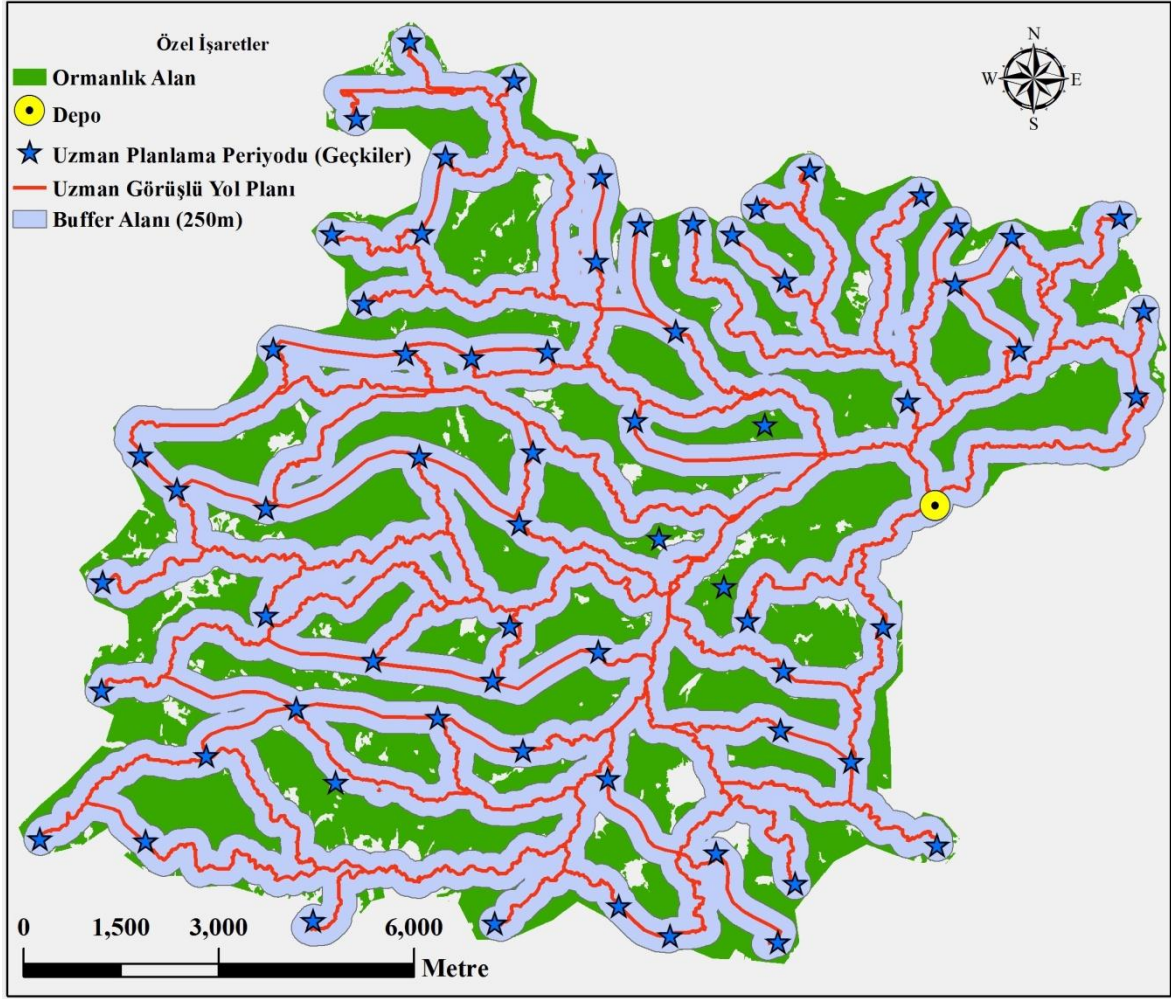 Özel İşaretler
Ormanlık Alan
Depo
Uzman Planlama Periyodu (Geçkiler)
Uzman Görüşlü Yol Planı
Buffer Alanı (250m)
N
W E
S
0 1,500 3,000 6,000
Metre